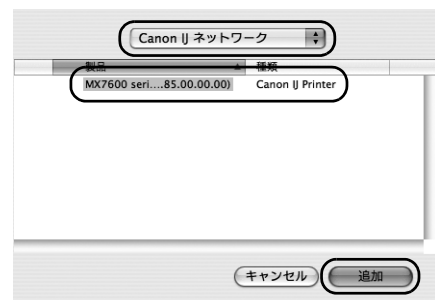 Canon IJ ネットワーク
製品 種類
MX7600 seri....85.00.00.00) Canon IJ Printer
キャンセル 追加